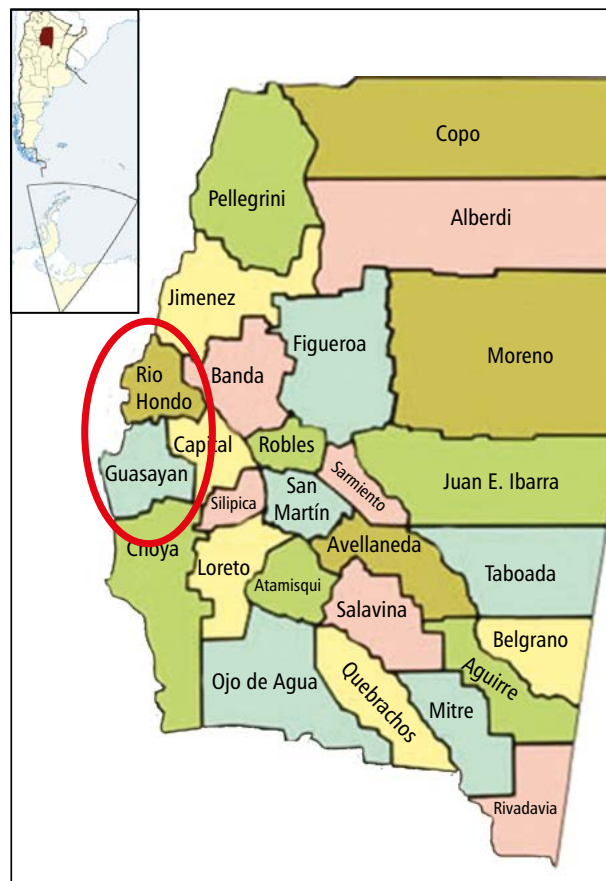 Copo
Pellegrini
Alberdi
Jimenez
Figueroa
Moreno
Rio
Hondo
Banda
Capital
Robles
Guasayan
Sarmiento
Juan E. Ibarra
Silipica
San
Martín
Choya
Avellaneda
Loreto
Taboada
Atamisqui
Salavina
Belgrano
Aguirre
Ojo de Agua
Quebrachos
Mitre
Rivadavia